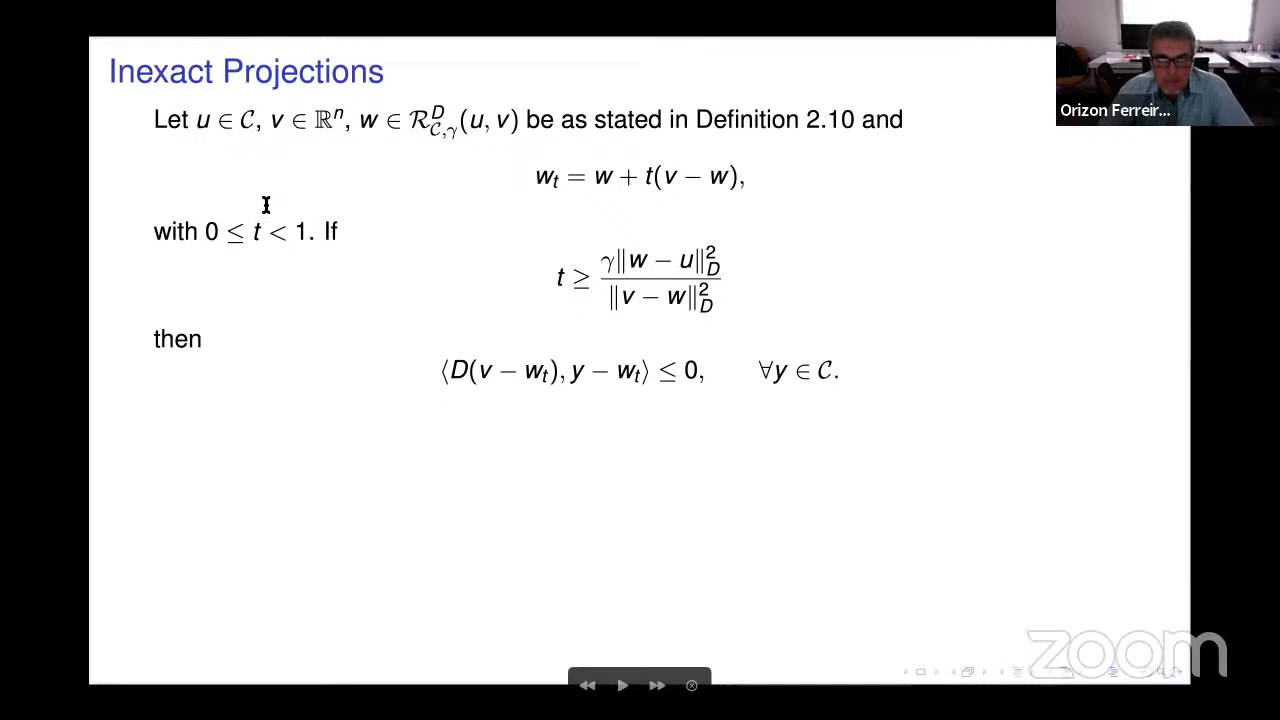 Inexact Projections
Let u ∈ C, v ∈ ℝⁿ, w ∈ R^D_{C,γ}(u, v) be as stated in Definition 2.10 and
w_t = w + t(v − w),
with 0 ≤ t < 1. If
t ≥ γ‖w − u‖²_D / ‖v − w‖²_D
then
⟨D(v − w_t), y − w_t⟩ ≤ 0, ∀y ∈ C.
Orizon Ferreir...
zoom